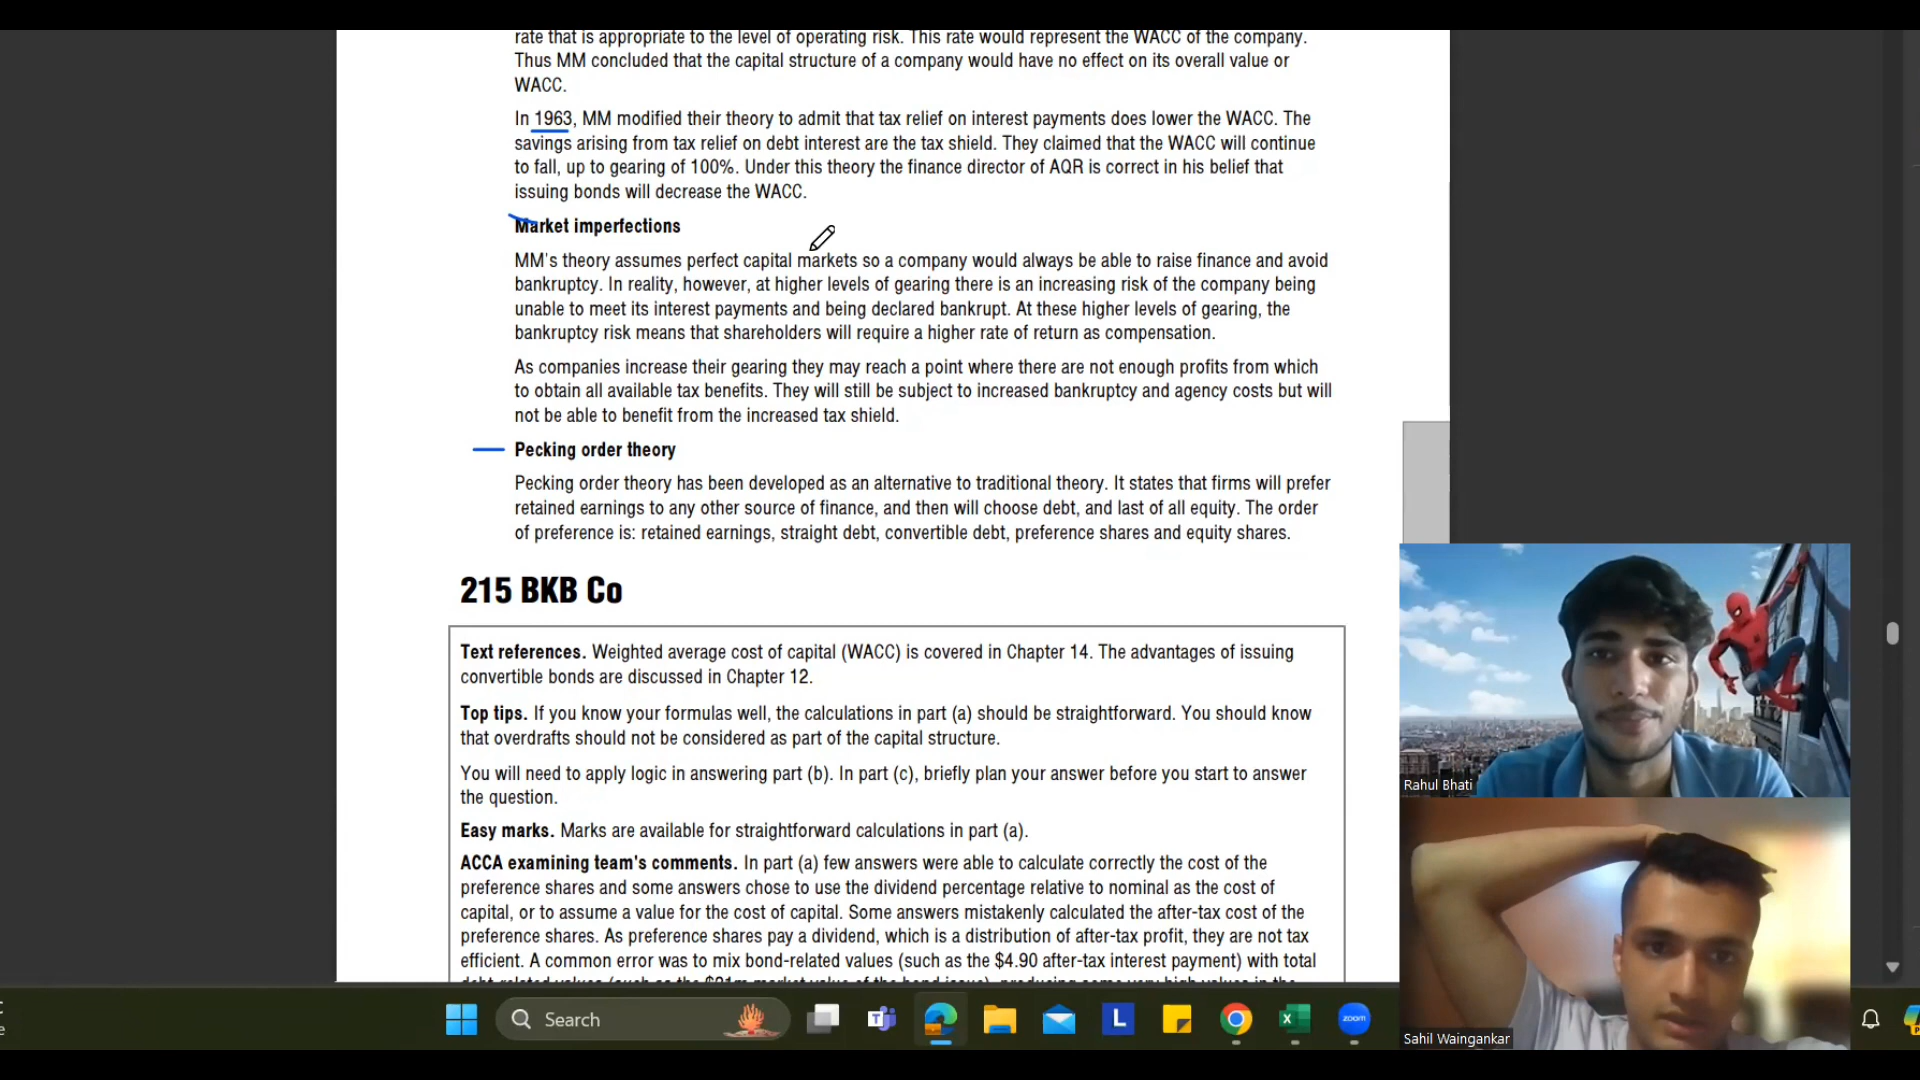 rate that is appropriate to the level of operating risk. This rate would represent the WACC of the company.
Thus MM concluded that the capital structure of a company would have no effect on its overall value or
WACC.
In 1963, MM modified their theory to admit that tax relief on interest payments does lower the WACC. The
savings arising from tax relief on debt interest are the tax shield. They claimed that the WACC will continue
to fall, up to gearing of 100%. Under this theory the finance director of AQR is correct in his belief that
issuing bonds will decrease the WACC.
Market imperfections
MM's theory assumes perfect capital markets so a company would always be able to raise finance and avoid
bankruptcy. In reality, however, at higher levels of gearing there is an increasing risk of the company being
unable to meet its interest payments and being declared bankrupt. At these higher levels of gearing, the
bankruptcy risk means that shareholders will require a higher rate of return as compensation.
As companies increase their gearing they may reach a point where there are not enough profits from which
to obtain all available tax benefits. They will still be subject to increased bankruptcy and agency costs but will
not be able to benefit from the increased tax shield.
Pecking order theory
Pecking order theory has been developed as an alternative to traditional theory. It states that firms will prefer
retained earnings to any other source of finance, and then will choose debt, and last of all equity. The order
of preference is: retained earnings, straight debt, convertible debt, preference shares and equity shares.
215 BKB Co
Text references. Weighted average cost of capital (WACC) is covered in Chapter 14. The advantages of issuing
convertible bonds are discussed in Chapter 12.
Top tips. If you know your formulas well, the calculations in part (a) should be straightforward. You should know
that overdrafts should not be considered as part of the capital structure.
You will need to apply logic in answering part (b). In part (c), briefly plan your answer before you start to answer
the question.
Easy marks. Marks are available for straightforward calculations in part (a).
ACCA examining team's comments. In part (a) few answers were able to calculate correctly the cost of the
preference shares and some answers chose to use the dividend percentage relative to nominal as the cost of
capital, or to assume a value for the cost of capital. Some answers mistakenly calculated the after-tax cost of the
preference shares. As preference shares pay a dividend, which is a distribution of after-tax profit, they are not tax
efficient. A common error was to mix bond-related values (such as the $4.90 after-tax interest payment) with total
Rahul Bhati
Sahil Waingankar
Search
zoom